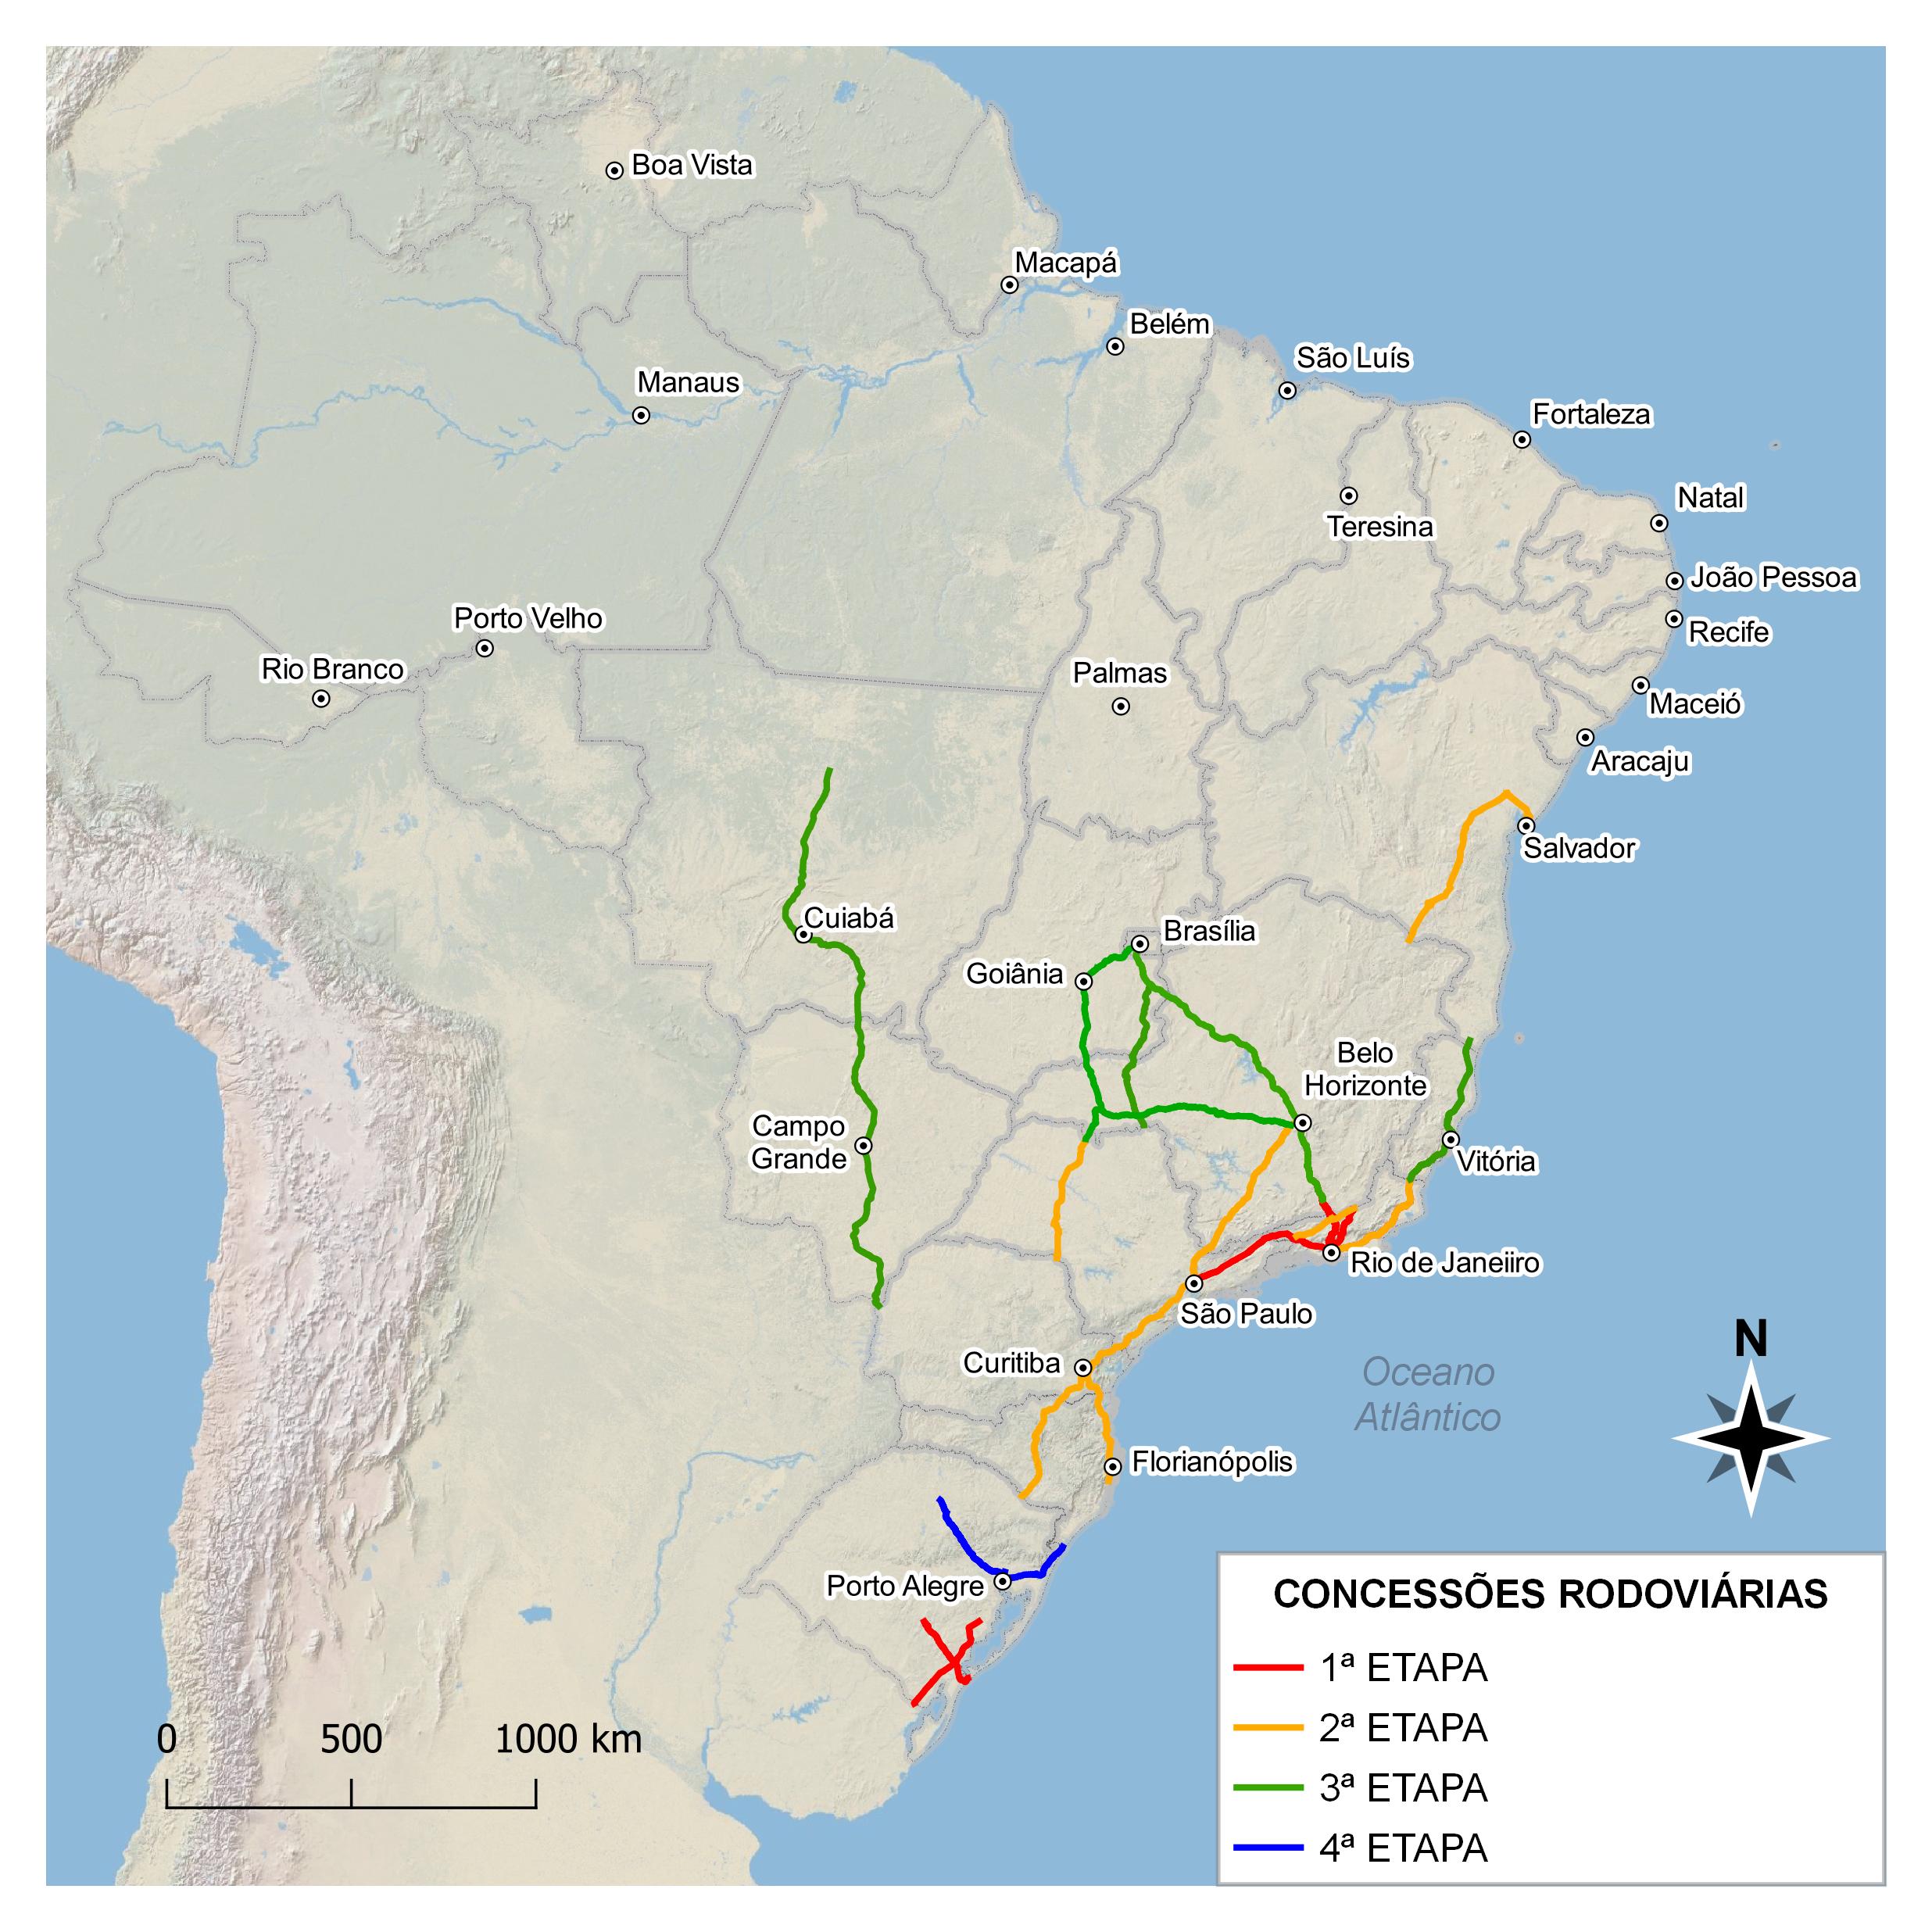 Boa Vista
Macapá
Belém
São Luís
Manaus
Fortaleza
Natal
Teresina
João Pessoa
Porto Velho
Recife
Rio Branco
Palmas
Maceió
Aracaju
Salvador
Cuiabá
Brasília
Goiânia
Belo
Horizonte
Campo
Grande
Vitória
Rio de Janeiiro
São Paulo
Curitiba
Oceano
Atlântico
N
Florianópolis
Porto Alegre
CONCESSÕES RODOVIÁRIAS
1ª ETAPA
2ª ETAPA
3ª ETAPA
4ª ETAPA
0 500 1000 km